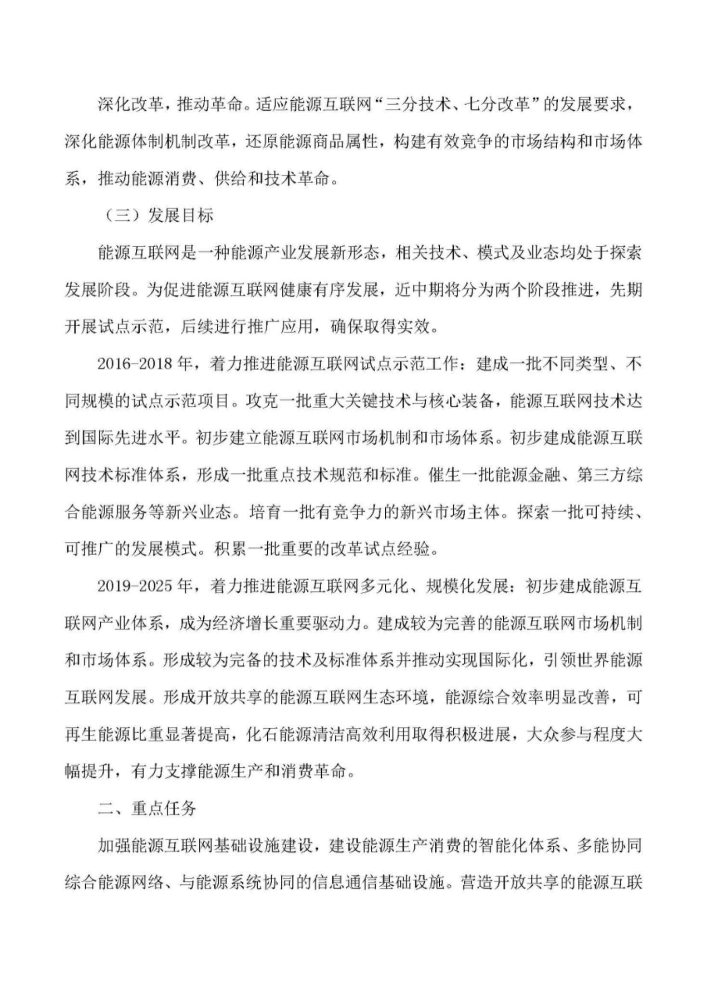 深化改革，推动革命。适应能源互联网“三分技术、七分改革”的发展要求，
深化能源体制机制改革，还原能源商品属性，构建有效竞争的市场结构和市场体
系，推动能源消费、供给和技术革命。
（三）发展目标
能源互联网是一种能源产业发展新形态，相关技术、模式及业态均处于探索
发展阶段。为促进能源互联网健康有序发展，近中期将分为两个阶段推进，先期
开展试点示范，后续进行推广应用，确保取得实效。
2016-2018 年，着力推进能源互联网试点示范工作：建成一批不同类型、不
同规模的试点示范项目。攻克一批重大关键技术与核心装备，能源互联网技术达
到国际先进水平。初步建立能源互联网市场机制和市场体系。初步建成能源互联
网技术标准体系，形成一批重点技术规范和标准。催生一批能源金融、第三方综
合能源服务等新兴业态。培育一批有竞争力的新兴市场主体。探索一批可持续、
可推广的发展模式。积累一批重要的改革试点经验。
2019-2025 年，着力推进能源互联网多元化、规模化发展：初步建成能源互
联网产业体系，成为经济增长重要驱动力。建成较为完善的能源互联网市场机制
和市场体系。形成较为完备的技术及标准体系并推动实现国际化，引领世界能源
互联网发展。形成开放共享的能源互联网生态环境，能源综合效率明显改善，可
再生能源比重显著提高，化石能源清洁高效利用取得积极进展，大众参与程度大
幅提升，有力支撑能源生产和消费革命。
二、重点任务
加强能源互联网基础设施建设，建设能源生产消费的智能化体系、多能协同
综合能源网络、与能源系统协同的信息通信基础设施。营造开放共享的能源互联